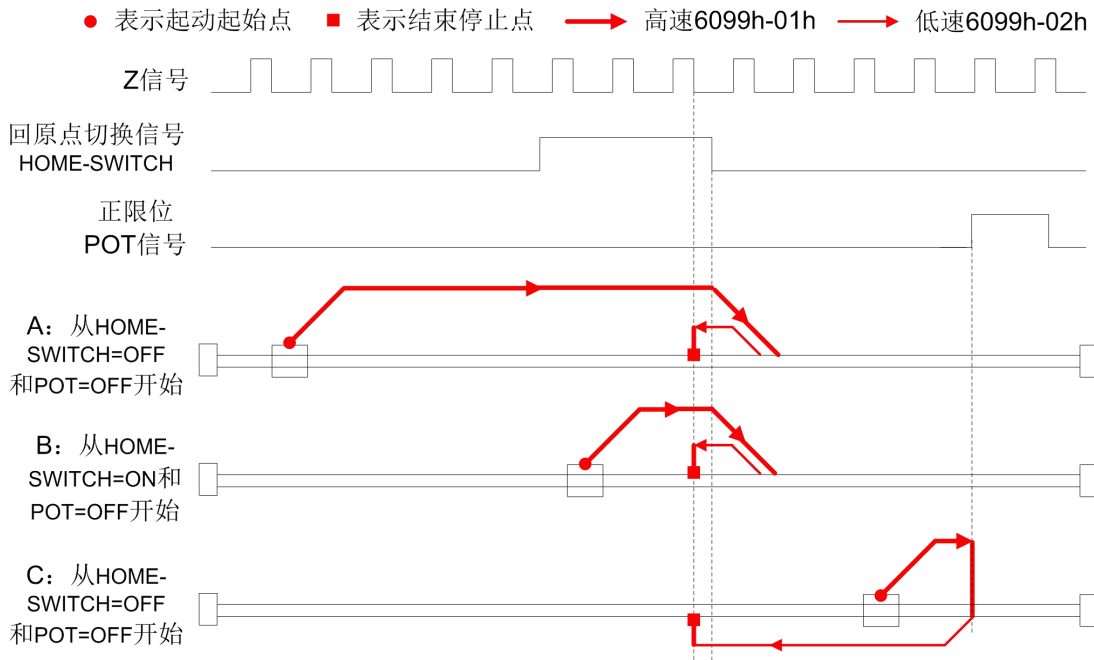 表示起动起始点 表示结束停止点 高速6099h-01h 低速6099h-02h
Z信号
回原点切换信号
HOME-SWITCH
正限位
POT信号
A：从HOME-
SWITCH=OFF
和POT=OFF开始
B：从HOME-
SWITCH=ON和
POT=OFF开始
C：从HOME-
SWITCH=OFF
和POT=OFF开始